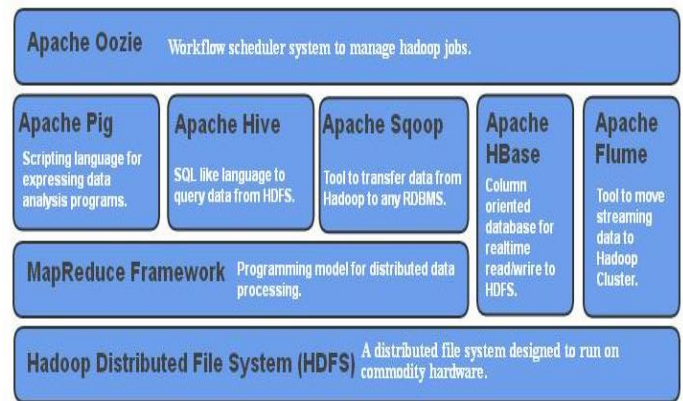 Apache Oozie Workflow scheduler system to manage hadoop jobs.
Apache Pig
Scripting language for
expressing data
analysis programs.
Apache Hive
SQL like language to
query data from HDFS.
Apache Sqoop
Tool to transfer data from
Hadoop to any RDBMS.
Apache
HBase
Column
oriented
database for
realtime
read/wrire to
HDFS.
Apache
Flume
Tool to move
streaming
data to
Hadoop
Cluster.
MapReduce Framework Programming model for distributed data
processing.
Hadoop Distributed File System (HDFS) A distributed file system designed to run on
commodity hardware.